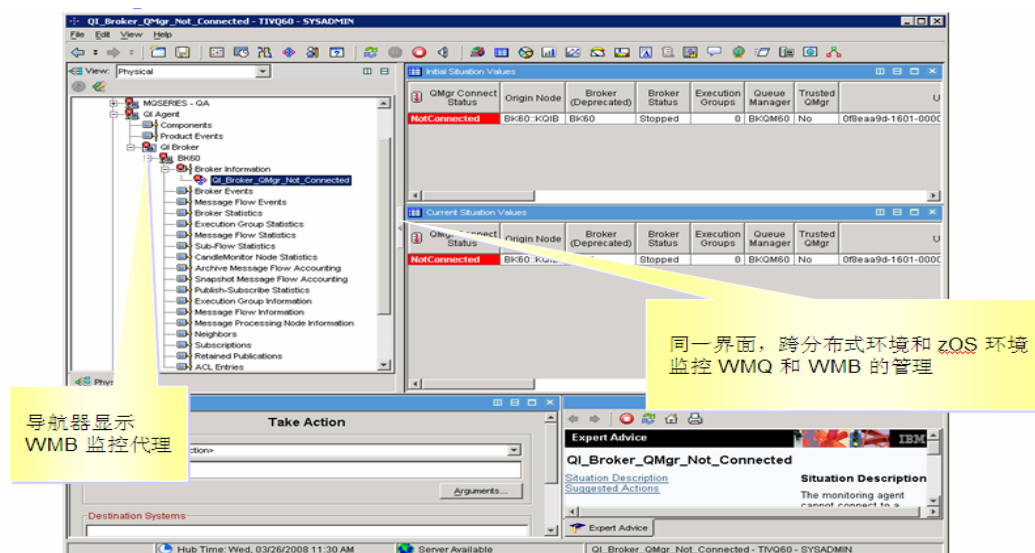 QI_Broker_QMgr_Not_Connected - TIVQ60 - SYSADMIN
File Edit View Help
View: Physical
MQSERIES - QA
QI Agent
Components
Product Events
QI Broker
BK60
Broker Information
QI_Broker_QMgr_Not_Connected
Broker Events
Message Flow Events
Broker Statistics
Execution Group Statistics
Message Flow Statistics
Sub-Flow Statistics
CandleMonitor Node Statistics
Archive Message Flow Accounting
Snapshot Message Flow Accounting
Publish-Subscribe Statistics
Execution Group Information
Message Flow Information
Message Processing Node Information
Neighbors
Subscriptions
Retained Publications
ACL Entries
Initial Situation Values
QMgr Connect Status Origin Node Broker (Deprecated) Broker Status Execution Groups Queue Manager Trusted QMgr U
NotConnected BK60::KQIB BK60 Stopped 0 BKQM60 No 0f8eaa9d-1601-000
Current Situation Values
QMgr Connect Status Origin Node Broker (Deprecated) Broker Status Execution Groups Queue Manager Trusted QMgr U
NotConnected BK60::KQIB Stopped 0 BKQM60 No 0f8eaa9d-1601-000
同一界面，跨分布式环境和 zOS 环境
监控 WMQ 和 WMB 的管理
导航器显示
WMB 监控代理
Take Action
Arguments...
Destination Systems
Expert Advice
IBM
QI_Broker_QMgr_Not_Connected
Situation Description
Suggested Actions
Situation Description
The monitoring agent
cannot connect to a
Expert Advice
Hub Time: Wed, 03/26/2008 11:30 AM
Server Available
QI_Broker_QMgr_Not_Connected - TIVQ60 - SYSADMIN